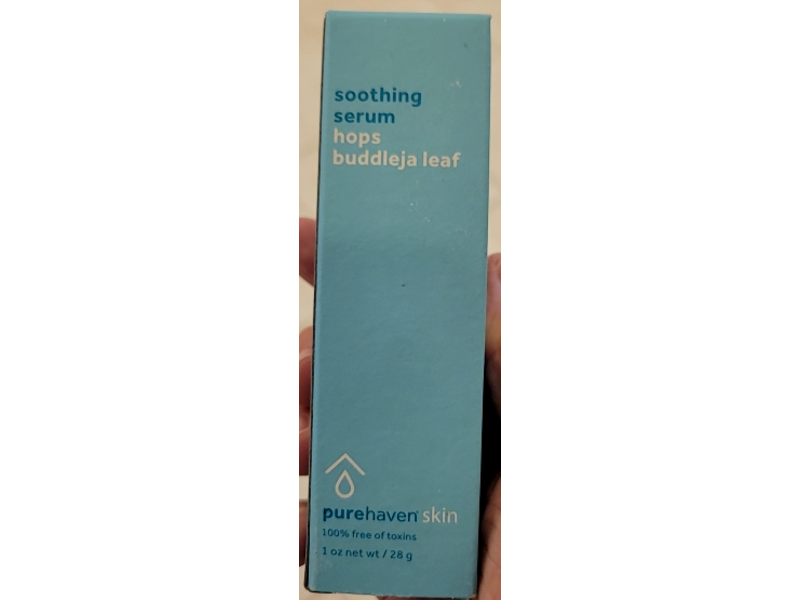 soothing
serum
hops
buddleja leaf
purehaven® skin
100% free of toxins
1 oz net wt / 28 g